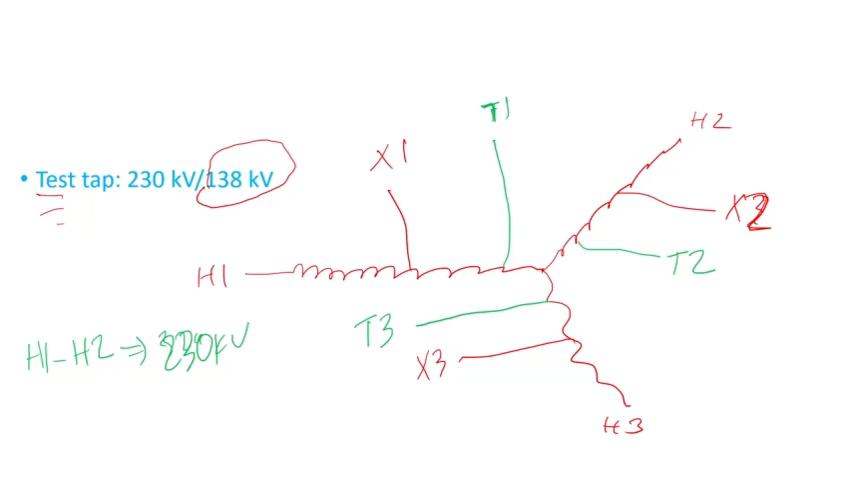 T1
H2
X1
• Test tap: 230 kV/138 kV
X2
T2
H1
T3
H1-H2 => 230kV
X3
H3